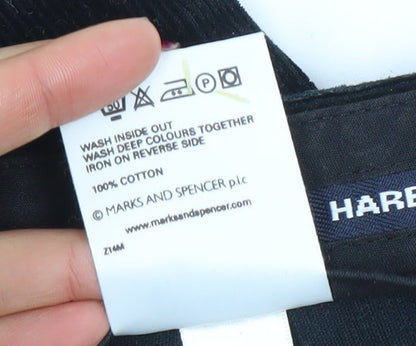 50 P
WASH INSIDE OUT
WASH DEEP COLOURS TOGETHER
IRON ON REVERSE SIDE
100% COTTON
© MARKS AND SPENCER p.l.c
www.marksandspencer.com
Z14M
HARB